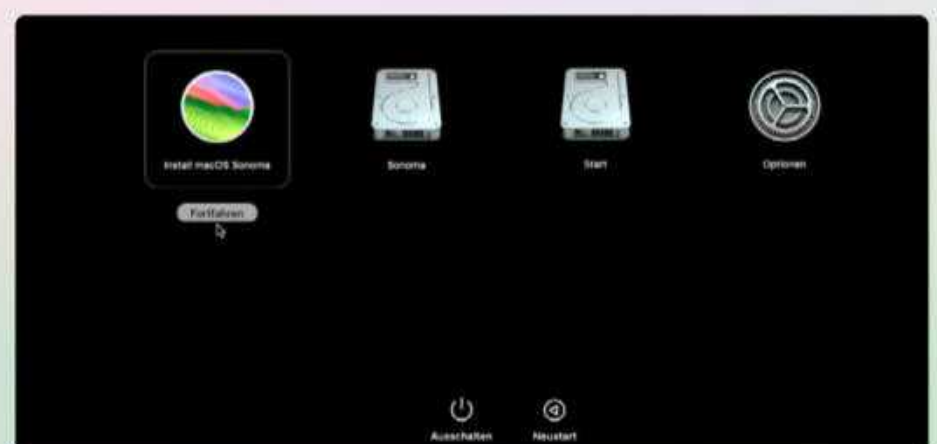 Install macOS Sonoma
Sonoma
Start
Optionen
Fortfahren
Ausschalten
Neustart